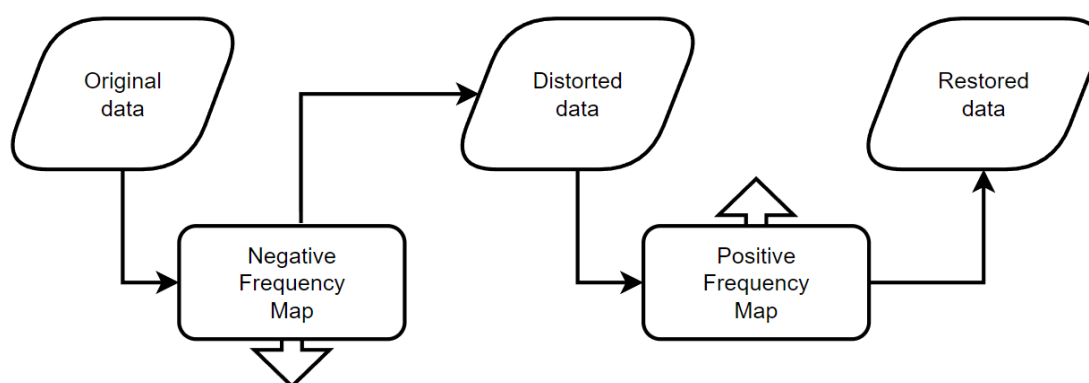 Original
data
Distorted
data
Restored
data
Negative
Frequency
Map
Positive
Frequency
Map